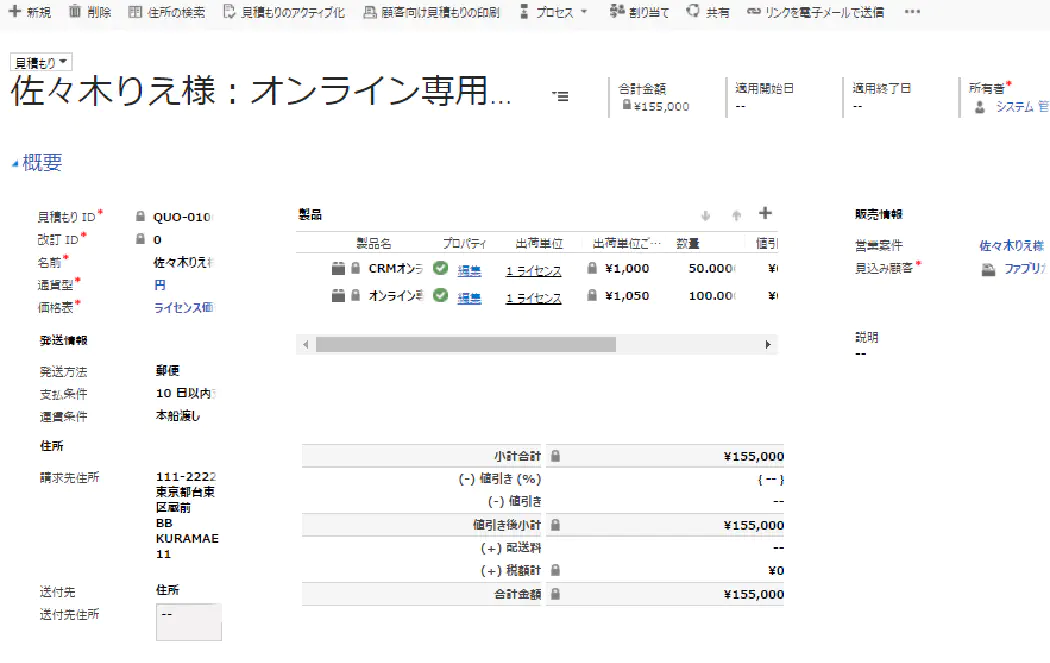 新規 削除 住所の検索 見積もりのアクティブ化 顧客向け見積もりの印刷 プロセス 割り当て 共有 リンクを電子メールで送信 •••
見積もり
佐々木りえ様：オンライン専用...
合計金額 適用開始日 適用終了日 所有者*
¥155,000 -- -- システム 管
概要
見積もり ID* QUO-010
改訂 ID* 0
名前* 佐々木りえ様
通貨型* 円
価格表* ライセンス価
発送情報
発送方法 郵便
支払条件 10 日以内
運賃条件 本船渡し
住所
請求先住所 111-2222
東京都台東
区蔵前
BB
KURAMAE
11
送付先 住所
送付先住所 --
製品
製品名 プロパティ 出荷単位 出荷単位ご... 数量 値引
CRMオンラ 編集 1 ライセンス ¥1,000 50.000 ¥
オンライン専 編集 1 ライセンス ¥1,050 100.00 ¥
小計合計 ¥155,000
(-) 値引き (%) { -- }
(-) 値引き --
値引き後小計 ¥155,000
(+) 配送料 --
(+) 税額計 ¥0
合計金額 ¥155,000
販売情報
営業案件 佐々木りえ様
見込み顧客* ファブリカ
説明
--